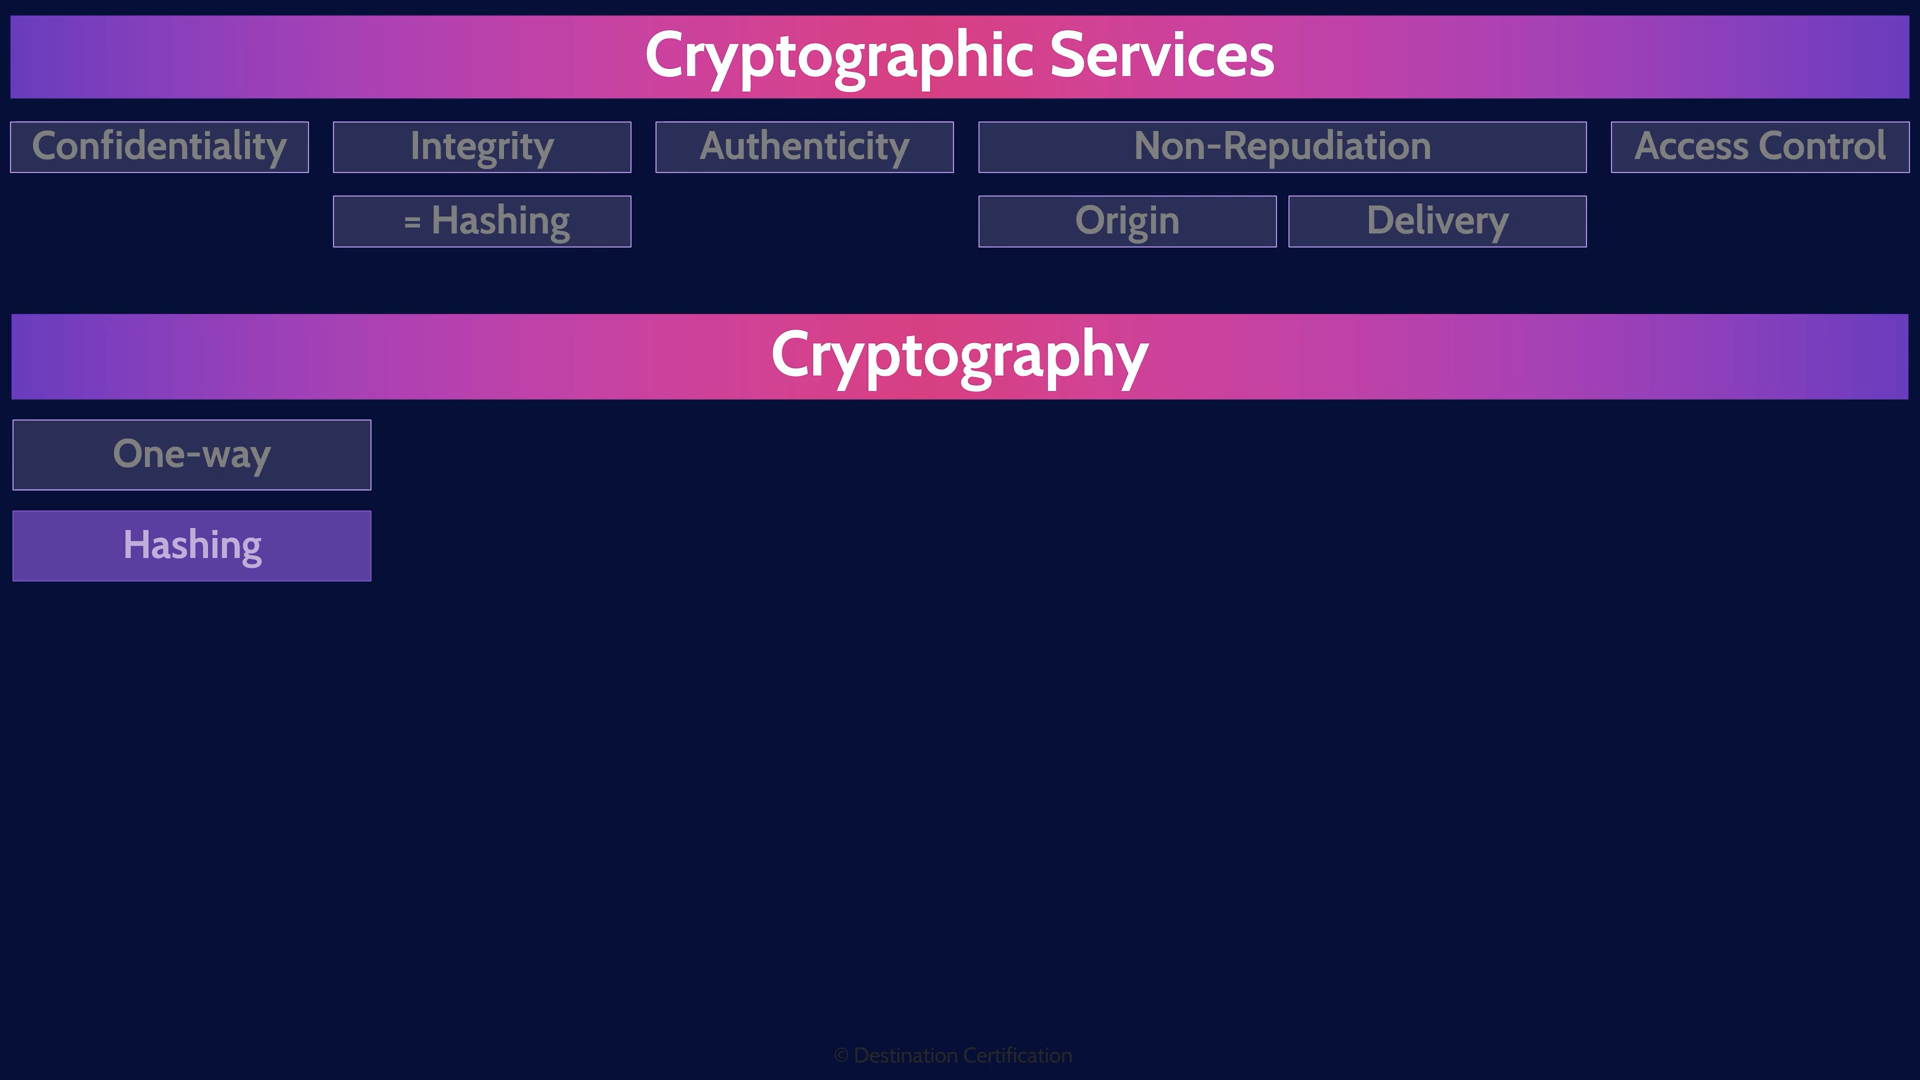 Cryptographic Services
Confidentiality
Integrity
Authenticity
Non-Repudiation
Access Control
= Hashing
Origin
Delivery
Cryptography
One-way
Hashing
© Destination Certification